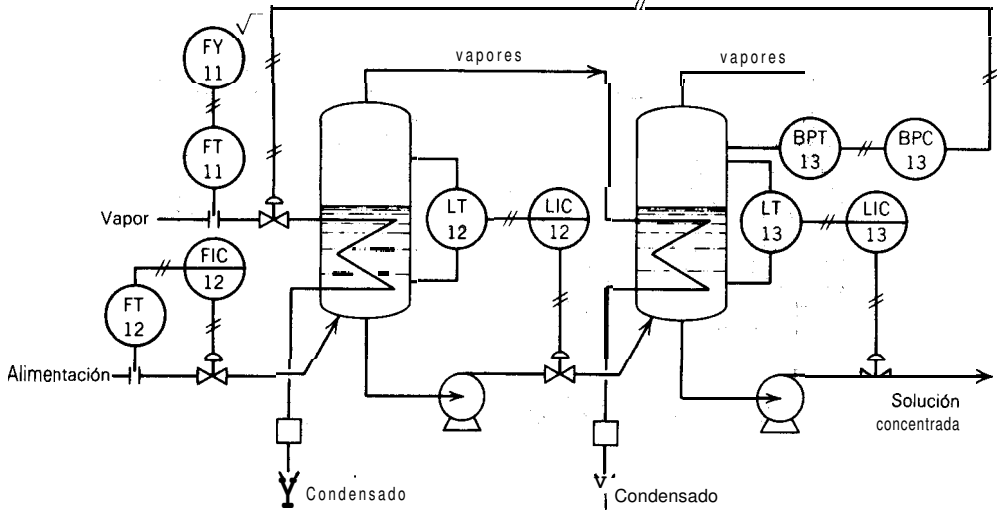 FY
11
√
vapores
vapores
FT
11
BPT
13
BPC
13
Vapor
LT
12
LIC
12
LT
13
LIC
13
FIC
12
FT
12
Alimentación
Solución
concentrada
Condensado
Condensado